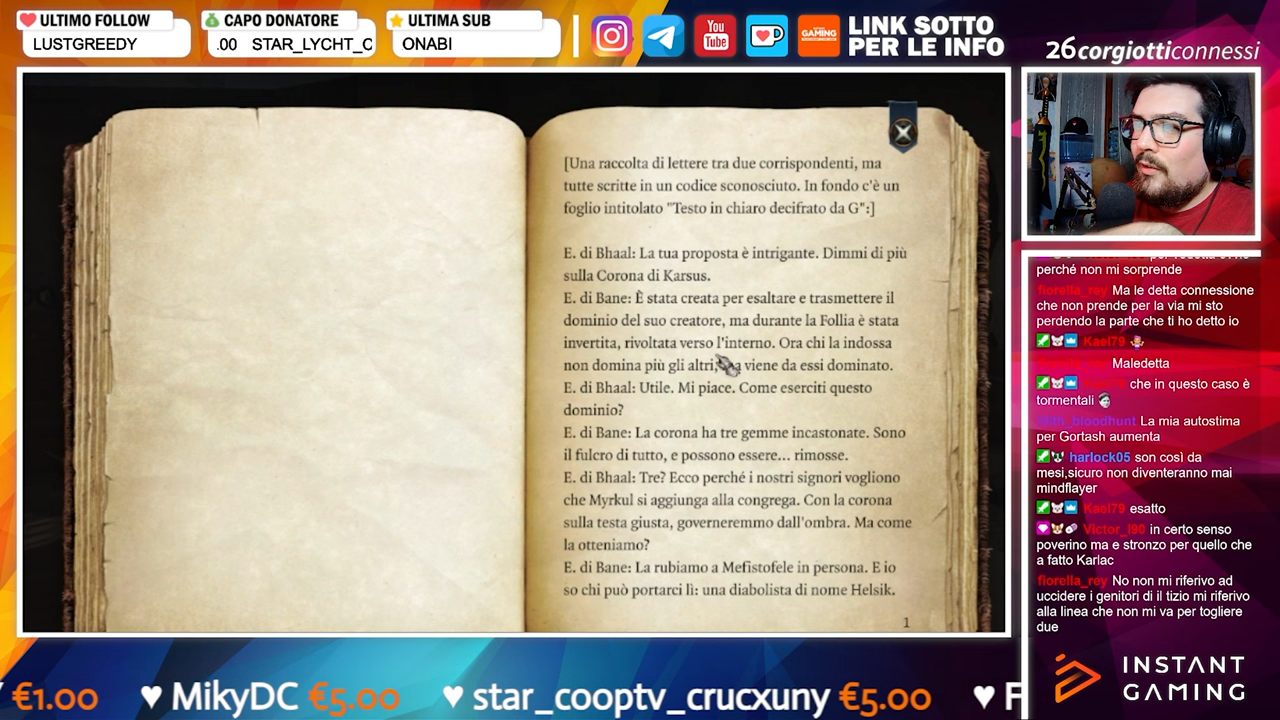 ULTIMO FOLLOW
LUSTGREEDY
CAPO DONATORE
.00 STAR_LYCHT_C
ULTIMA SUB
ONABI
You
Tube
GAMING
LINK SOTTO
PER LE INFO
26corgiotticonnessi
[Una raccolta di lettere tra due corrispondenti, ma
tutte scritte in un codice sconosciuto. In fondo c'è un
foglio intitolato "Testo in chiaro decifrato da G":]
E. di Bhaal: La tua proposta è intrigante. Dimmi di più
sulla Corona di Karsus.
E. di Bane: È stata creata per esaltare e trasmettere il
dominio del suo creatore, ma durante la Follia è stata
invertita, rivoltata verso l'interno. Ora chi la indossa
non domina più gli altri, viene da essi dominato.
E. di Bhaal: Utile. Mi piace. Come eserciti questo
dominio?
E. di Bane: La corona ha tre gemme incastonate. Sono
il fulcro di tutto, e possono essere... rimosse.
E. di Bhaal: Tre? Ecco perché i nostri signori vogliono
che Myrkul si aggiunga alla congrega. Con la corona
sulla testa giusta, governeremmo dall'ombra. Ma come
la otteniamo?
E. di Bane: La rubiamo a Mefistofele in persona. E io
so chi può portarci lì: una diabolista di nome Helsik.
1
perché non mi sorprende
fiorella_rey Ma le detta connessione
che non prende per la via mi sto
perdendo la parte che ti ho detto io
Kael79
Maledetta
che in questo caso è
tormentali
La mia autostima
per Gortash aumenta
harlock05 son così da
mesi,sicuro non diventeranno mai
mindflayer
Kael79 esatto
Victor_l90 in certo senso
poverino ma e stronzo per quello che
a fatto Karlac
fiorella_rey No non mi riferivo ad
uccidere i genitori di il tizio mi riferivo
alla linea che non mi va per togliere
due
INSTANT
GAMING
€1.00 MikyDC €5.00 star_cooptv_crucxuny €5.00 F